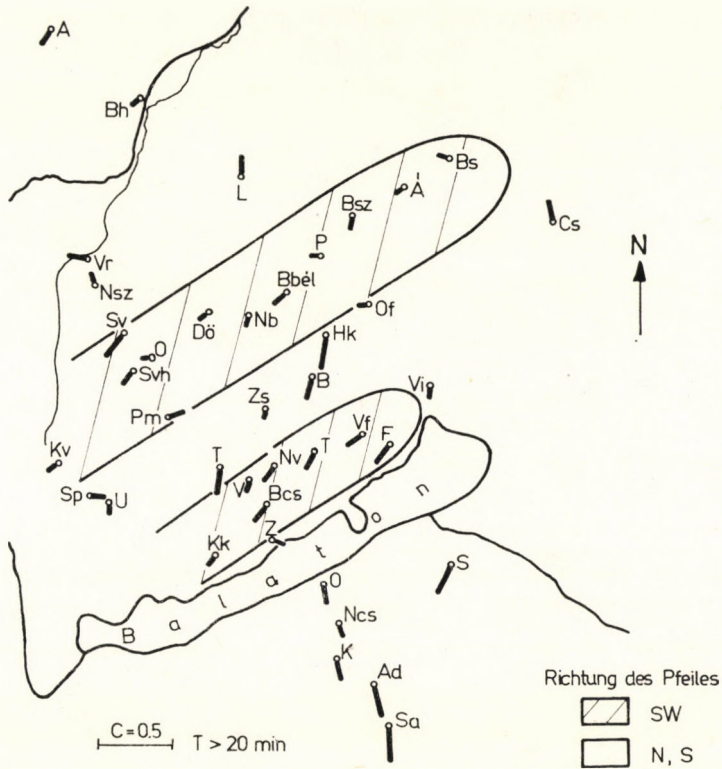 A
Bh
L
Bs
Á
Bsz
Cs
P
N
Vr
Nsz
Bbél
Of
Sv
Dö
Nb
Hk
O
Svh
B
Vi
Pm
Zs
Kv
T
Nv
T
Vf
F
Sp
U
V
Bcs
Z
Kk
Balaton
O
S
Ncs
K
Ad
Sa
Richtung des Pfeiles
SW
N, S
C=0.5 T > 20 min